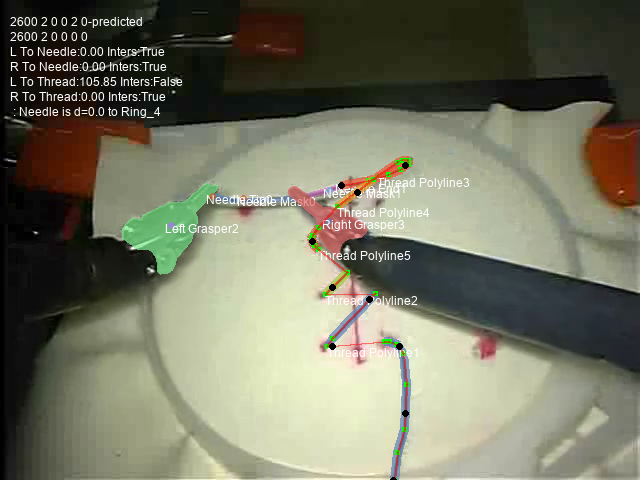 2600 2 0 0 2 0-predicted
2600 2 0 0 0 0
L To Needle:0.00 Inters:True
R To Needle:0.00 Inters:True
L To Thread:105.85 Inters:False
R To Thread:0.00 Inters:True
: Needle is d=0.0 to Ring_4
Thread Polyline3
Needle Mask0
Needle Mask1
Thread Polyline4
Left Grasper2
Right Grasper3
Thread Polyline5
Thread Polyline2
Thread Polyline1